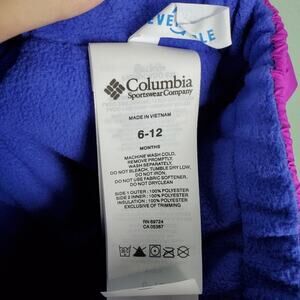 Columbia
Sportswear Company
MADE IN VIETNAM
6-12
MONTHS
MACHINE WASH COLD,
REMOVE PROMPTLY,
WASH SEPARATELY,
DO NOT BLEACH, TUMBLE DRY LOW,
DO NOT IRON,
DO NOT USE FABRIC SOFTENER,
DO NOT DRYCLEAN
SIDE 1 OUTER : 100% POLYESTER
SIDE 2 INNER : 100% POLYESTER
INSULATION : 100% POLYESTER
EXCLUSIVE OF TRIMMING
RN 69724
CA 05367